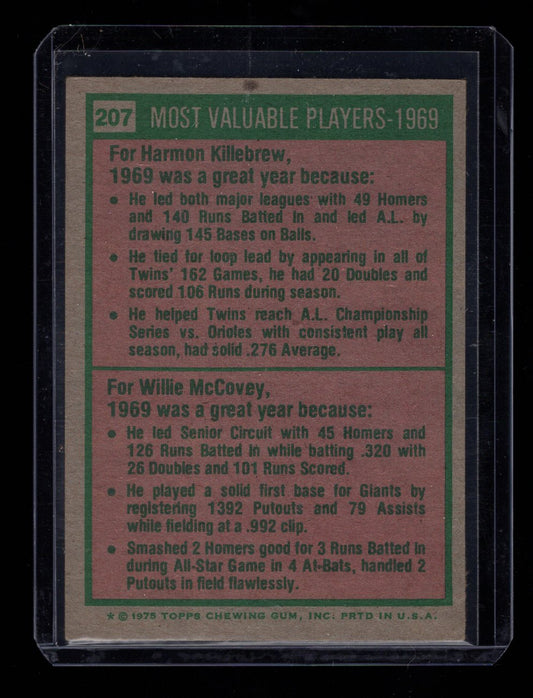 207 MOST VALUABLE PLAYERS-1969
For Harmon Killebrew,
1969 was a great year because:
● He led both major leagues with 49 Homers
and 140 Runs Batted In and led A.L. by
drawing 145 Bases on Balls.
● He tied for loop lead by appearing in all of
Twins' 162 Games, he had 20 Doubles and
scored 106 Runs during season.
● He helped Twins reach A.L. Championship
Series vs. Orioles with consistent play all
season, had solid .276 Average.
For Willie McCovey,
1969 was a great year because:
● He led Senior Circuit with 45 Homers and
126 Runs Batted In while batting .320 with
26 Doubles and 101 Runs Scored.
● He played a solid first base for Giants by
registering 1392 Putouts and 79 Assists
while fielding at a .992 clip.
● Smashed 2 Homers good for 3 Runs Batted In
during All-Star Game in 4 At-Bats, handled 2
Putouts in field flawlessly.
* © 1975 TOPPS CHEWING GUM, INC. PRTD IN U.S.A.